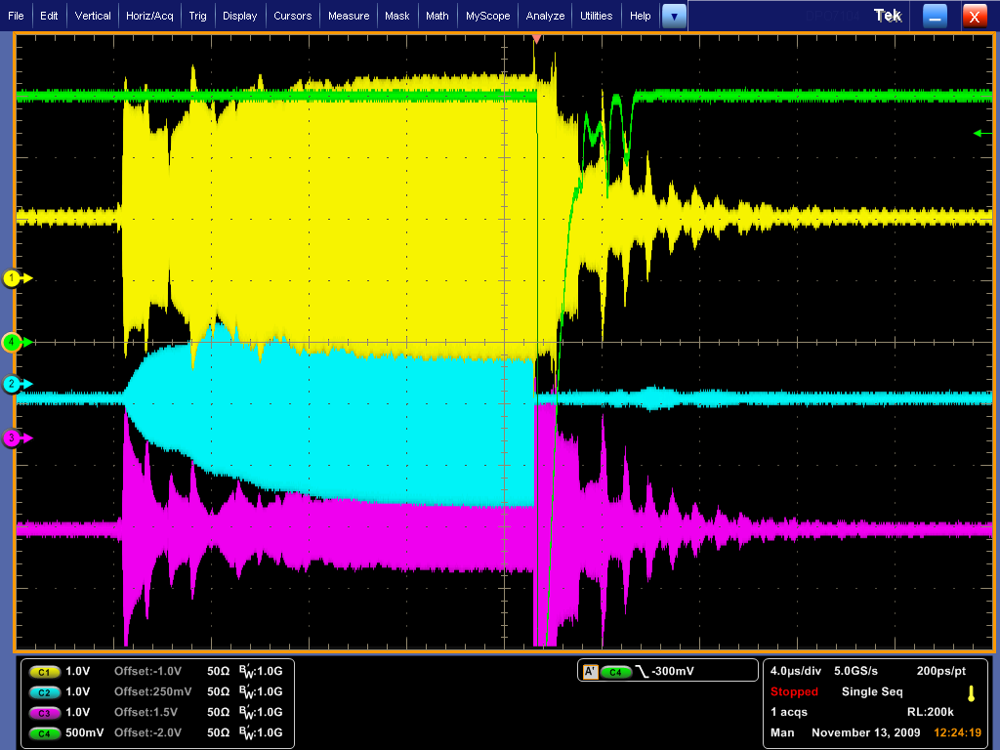 File Edit Vertical Horiz/Acq Trig Display Cursors Measure Mask Math MyScope Analyze Utilities Help Tek X
1
4
2
3
C1 1.0V Offset:-1.0V 50Ω BW:1.0G
C2 1.0V Offset:250mV 50Ω BW:1.0G
C3 1.0V Offset:1.5V 50Ω BW:1.0G
C4 500mV Offset:-2.0V 50Ω BW:1.0G
A' C4 -300mV
4.0µs/div 5.0GS/s 200ps/pt
Stopped Single Seq
1 acqs RL:200k
Man November 13, 2009 12:24:19